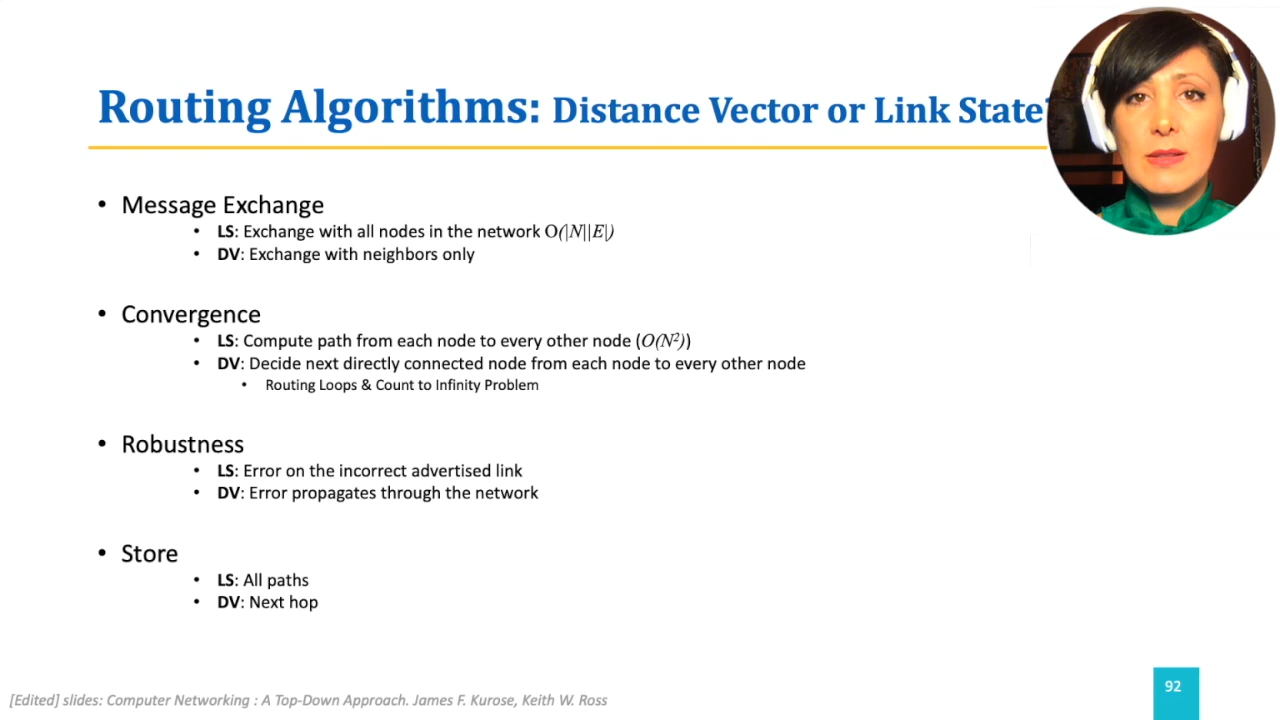 Routing Algorithms: Distance Vector or Link State?
• Message Exchange
• LS: Exchange with all nodes in the network O(|N||E|)
• DV: Exchange with neighbors only
• Convergence
• LS: Compute path from each node to every other node (O(N²))
• DV: Decide next directly connected node from each node to every other node
• Routing Loops & Count to Infinity Problem
• Robustness
• LS: Error on the incorrect advertised link
• DV: Error propagates through the network
• Store
• LS: All paths
• DV: Next hop
[Edited] slides: Computer Networking : A Top-Down Approach. James F. Kurose, Keith W. Ross
92